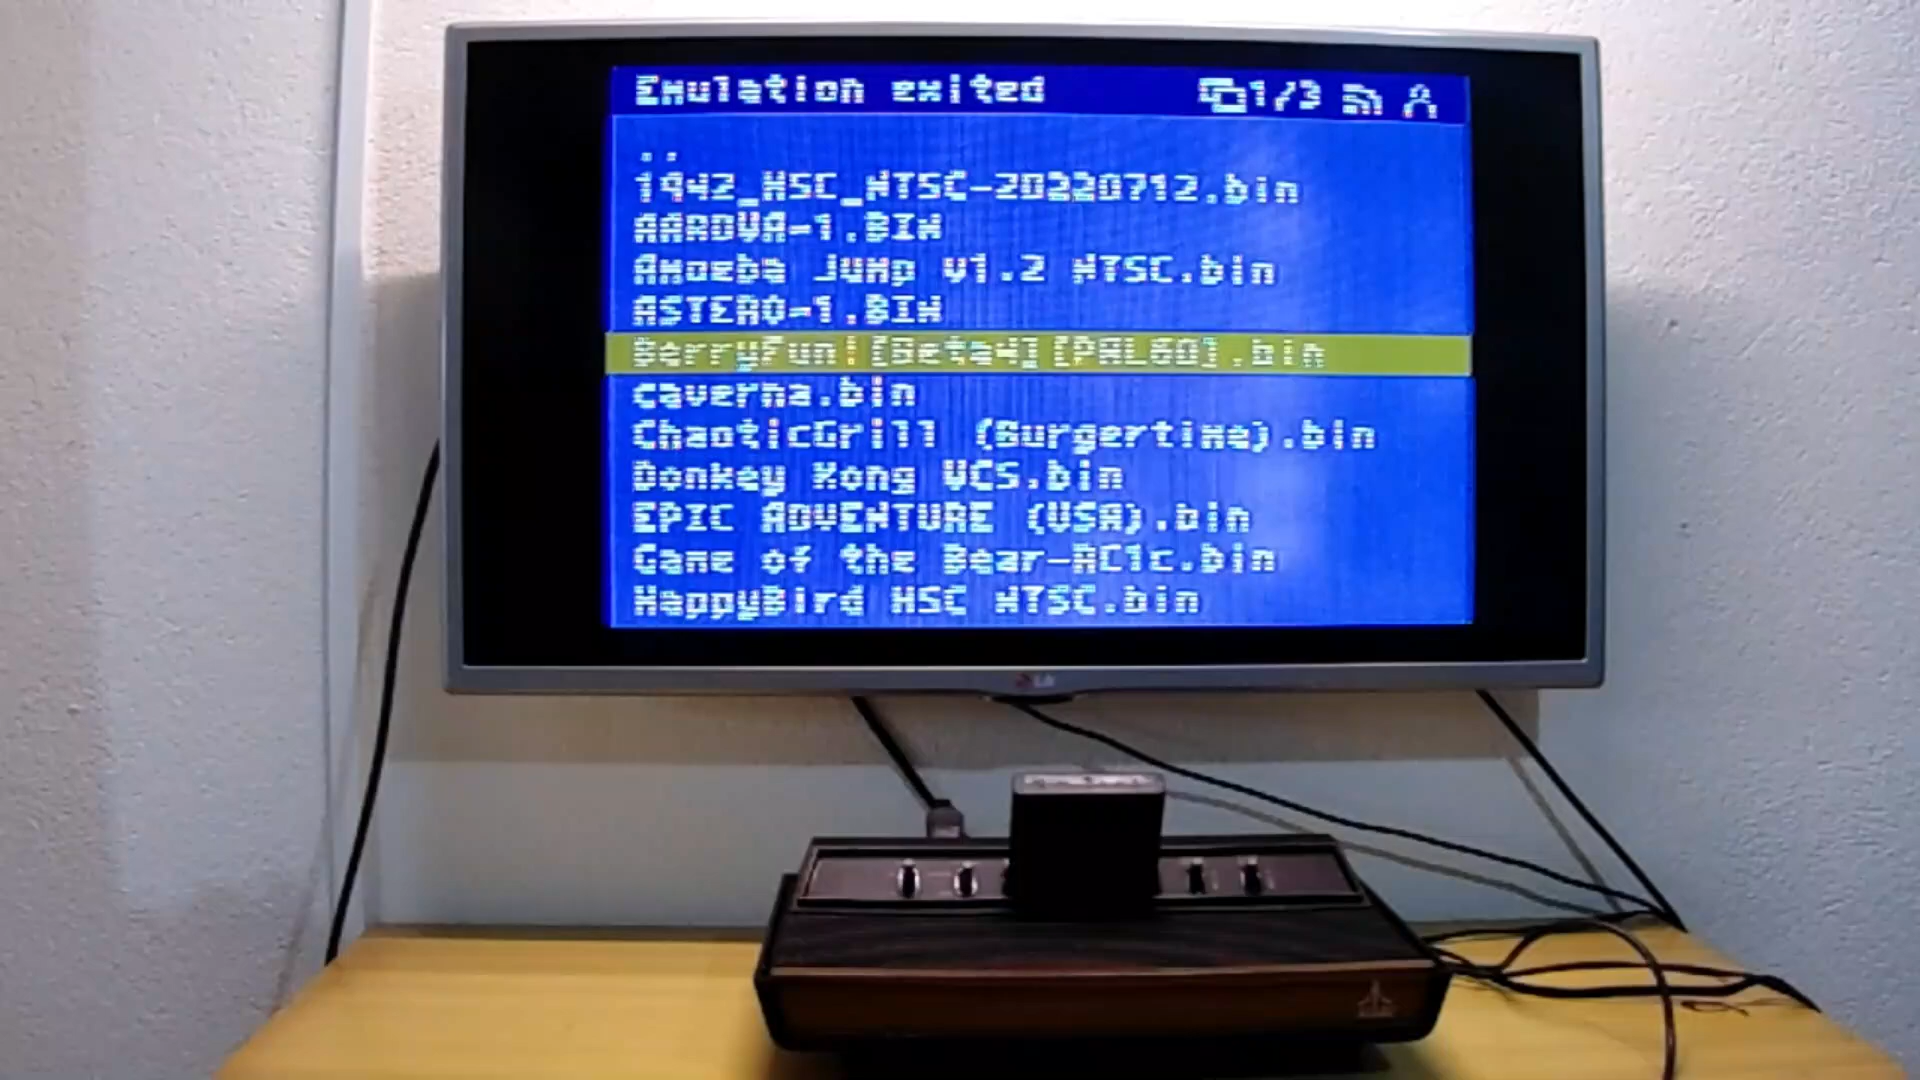 Emulation exited 1/3
..
1942_HSC_NTSC-20220712.bin
AARDVA-1.BIN
Amoeba Jump v1.2 NTSC.bin
ASTERO-1.BIN
BerryFun![Beta4][PAL60].bin
caverna.bin
ChaoticGrill (Burgertime).bin
Donkey Kong VCS.bin
EPIC ADVENTURE (USA).bin
Game of the Bear-AC1c.bin
HappyBird HSC NTSC.bin
LG